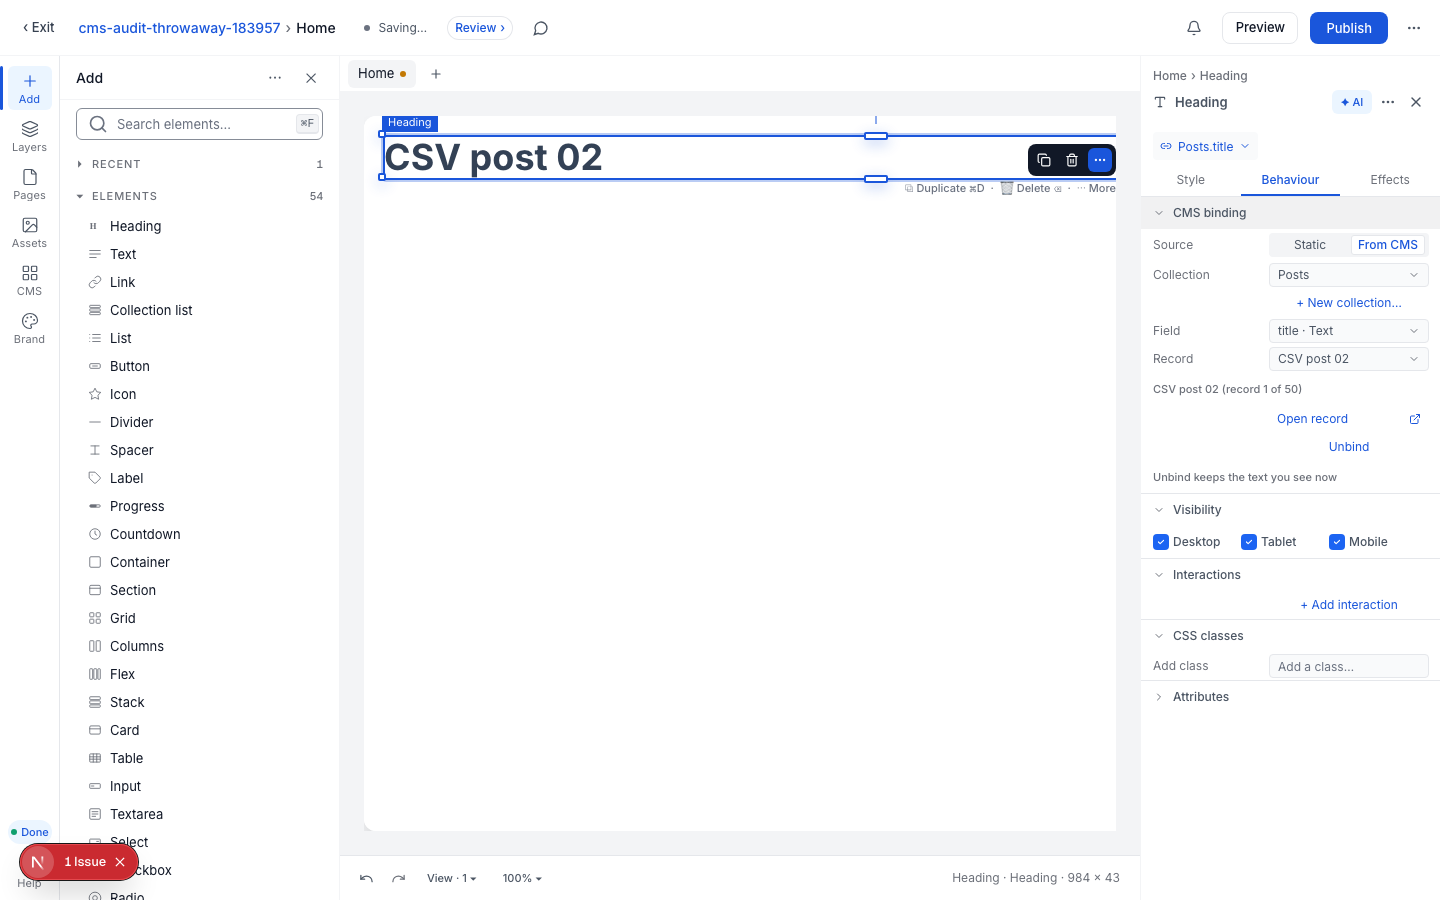 ‹ Exit
cms-audit-throwaway-183957 › Home
Saving...
Review ›
Preview
Publish
Add
Layers
Pages
Assets
CMS
Brand
Done
1 Issue
Help
Add
Search elements...
⌘F
RECENT 1
ELEMENTS 54
Heading
Text
Link
Collection list
List
Button
Icon
Divider
Spacer
Label
Progress
Countdown
Container
Section
Grid
Columns
Flex
Stack
Card
Table
Input
Textarea
Select
ckbox
Radio
Home
Heading
CSV post 02
Duplicate ⌘D · Delete ⌫ · ··· More
View · 1
100%
Heading · Heading · 984 × 43
Home › Heading
Heading
AI
Posts.title
Style Behaviour Effects
CMS binding
Source Static From CMS
Collection Posts
+ New collection...
Field title · Text
Record CSV post 02
CSV post 02 (record 1 of 50)
Open record
Unbind
Unbind keeps the text you see now
Visibility
Desktop Tablet Mobile
Interactions
+ Add interaction
CSS classes
Add class Add a class...
Attributes